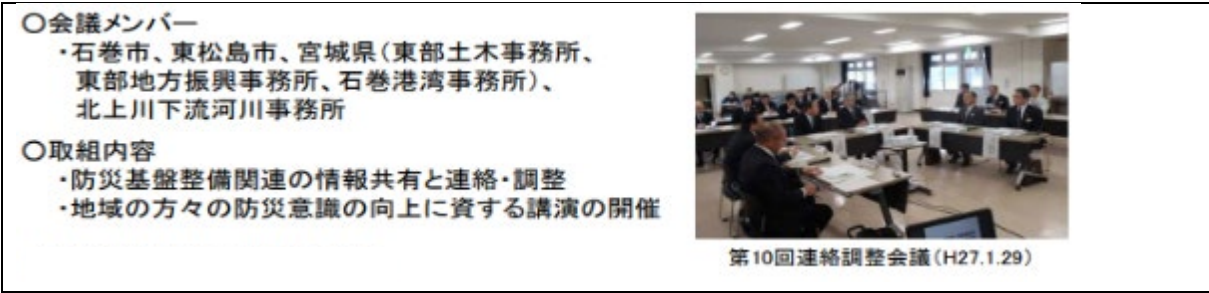 〇会議メンバー
・石巻市、東松島市、宮城県(東部土木事務所、
東部地方振興事務所、石巻港湾事務所)、
北上川下流河川事務所
〇取組内容
・防災基盤整備関連の情報共有と連絡・調整
・地域の方々の防災意識の向上に資する講演の開催
第10回連絡調整会議(H27.1.29)